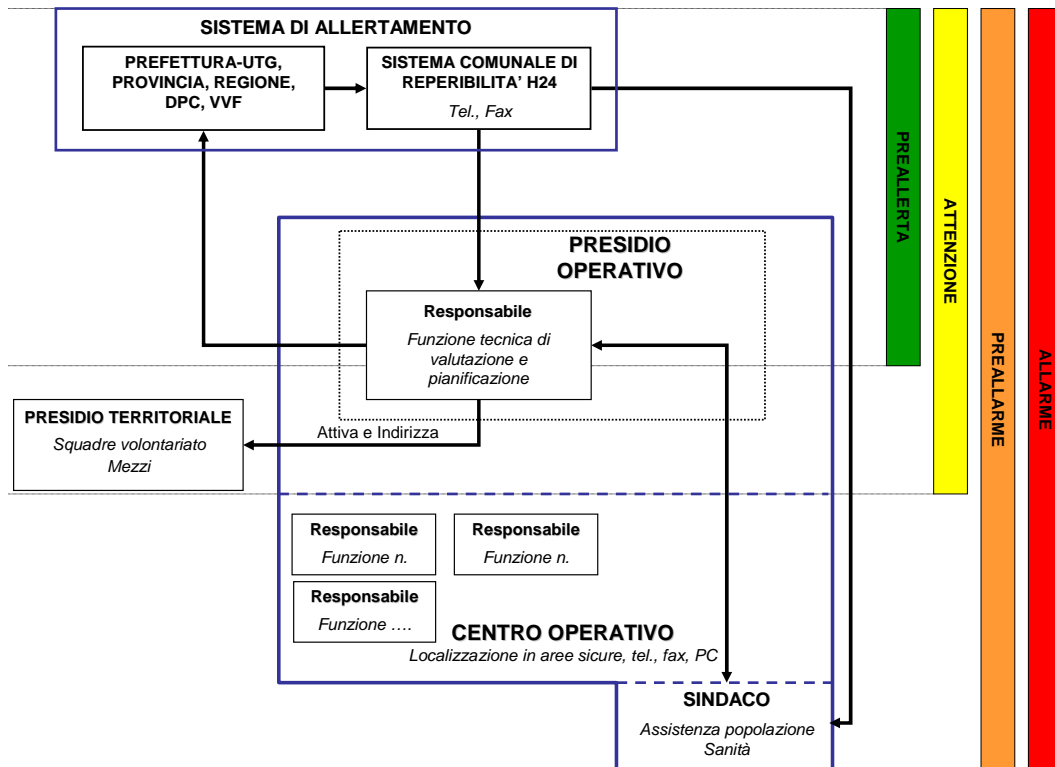 SISTEMA DI ALLERTAMENTO
PREFETTURA-UTG,
PROVINCIA, REGIONE,
DPC, VVF
SISTEMA COMUNALE DI
REPERIBILITA’ H24
Tel., Fax
PREALLERTA
ATTENZIONE
PREALLARME
ALLARME
PRESIDIO
OPERATIVO
Responsabile
Funzione tecnica di
valutazione e
pianificazione
PRESIDIO TERRITORIALE
Squadre volontariato
Mezzi
Attiva e Indirizza
Responsabile
Funzione n.
Responsabile
Funzione n.
Responsabile
Funzione ….
CENTRO OPERATIVO
Localizzazione in aree sicure, tel., fax, PC
SINDACO
Assistenza popolazione
Sanità